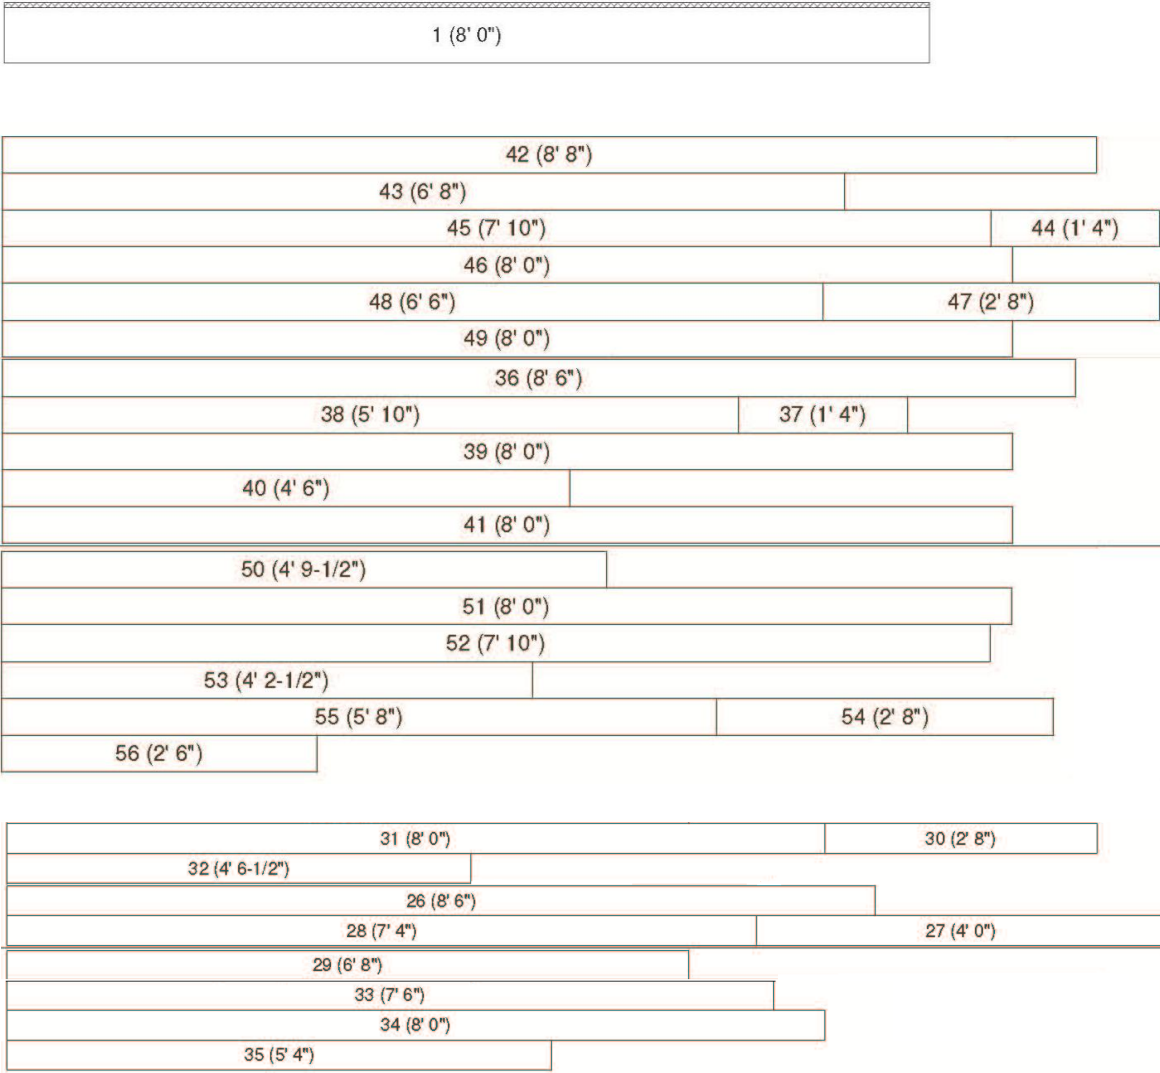 1 (8' 0")
42 (8' 8")
43 (6' 8")
45 (7' 10") 44 (1' 4")
46 (8' 0")
48 (6' 6") 47 (2' 8")
49 (8' 0")
36 (8' 6")
38 (5' 10") 37 (1' 4")
39 (8' 0")
40 (4' 6")
41 (8' 0")
50 (4' 9-1/2")
51 (8' 0")
52 (7' 10")
53 (4' 2-1/2")
55 (5' 8") 54 (2' 8")
56 (2' 6")
31 (8' 0") 30 (2' 8")
32 (4' 6-1/2")
26 (8' 6")
28 (7' 4") 27 (4' 0")
29 (6' 8")
33 (7' 6")
34 (8' 0")
35 (5' 4")